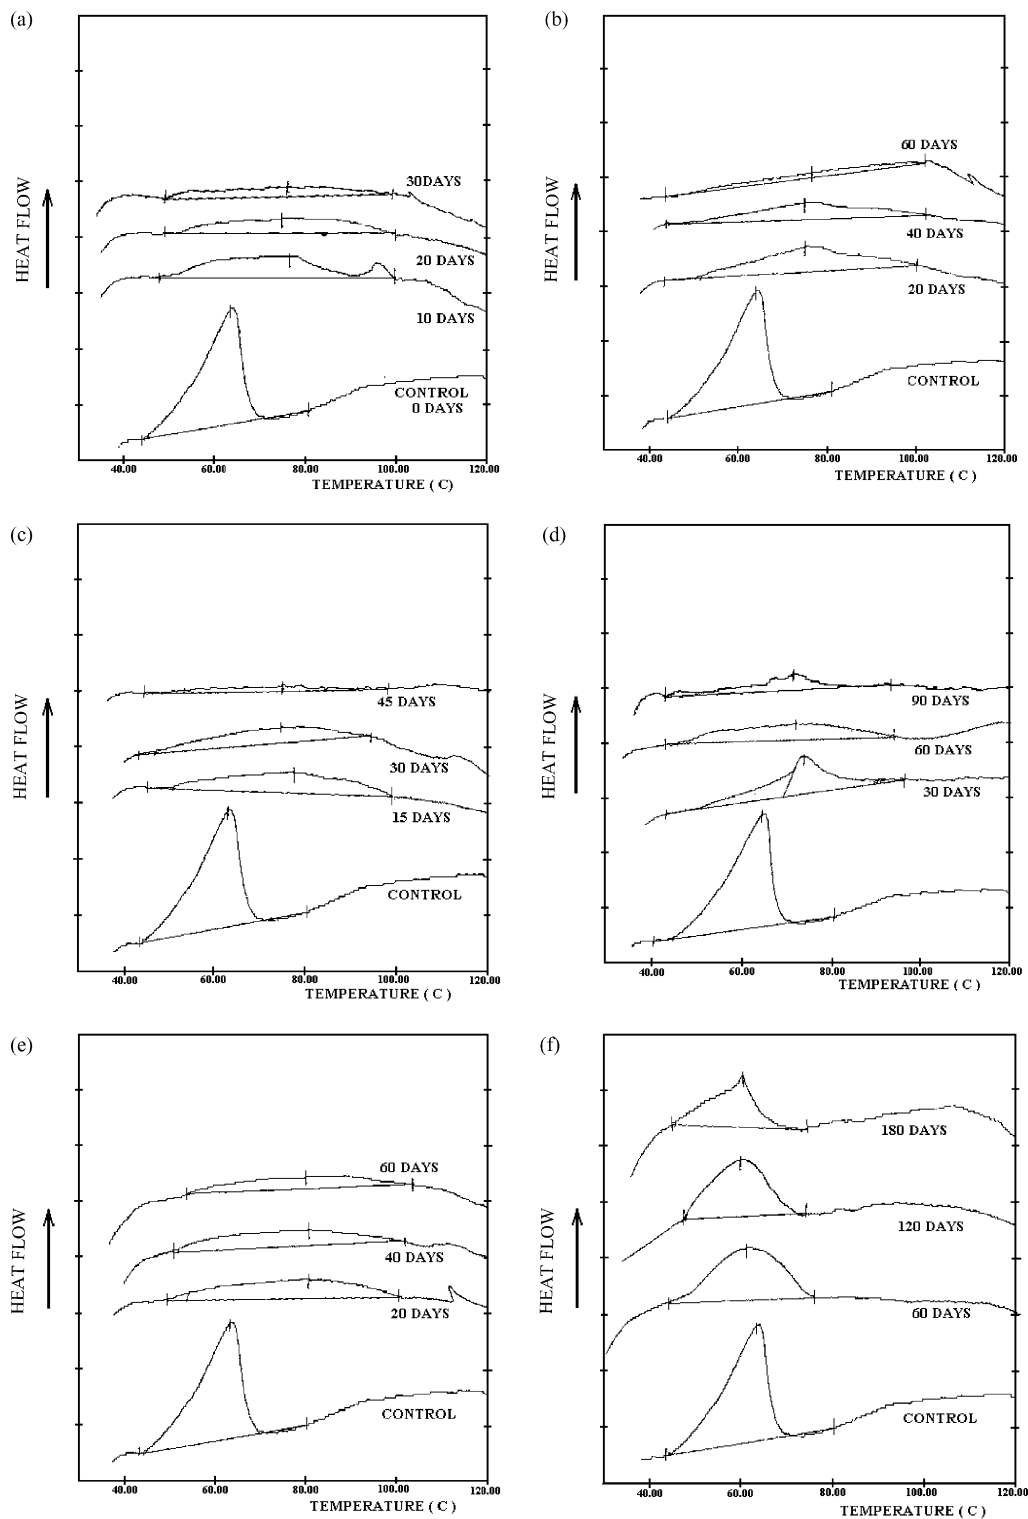 (a)
30DAYS
20 DAYS
10 DAYS
CONTROL
0 DAYS
HEAT FLOW
40.00 60.00 80.00 100.00 120.00
TEMPERATURE ( C)
(b)
60 DAYS
40 DAYS
20 DAYS
CONTROL
HEAT FLOW
40.00 60.00 80.00 100.00 120.00
TEMPERATURE ( C )
(c)
45 DAYS
30 DAYS
15 DAYS
CONTROL
HEAT FLOW
40.00 60.00 80.00 100.00 120.00
TEMPERATURE ( C )
(d)
90 DAYS
60 DAYS
30 DAYS
CONTROL
HEAT FLOW
40.00 60.00 80.00 100.00 120.00
TEMPERATURE ( C )
(e)
60 DAYS
40 DAYS
20 DAYS
CONTROL
HEAT FLOW
40.00 60.00 80.00 100.00 120.00
TEMPERATURE ( C )
(f)
180 DAYS
120 DAYS
60 DAYS
CONTROL
HEAT FLOW
40.00 60.00 80.00 100.00 120.00
TEMPERATURE ( C )